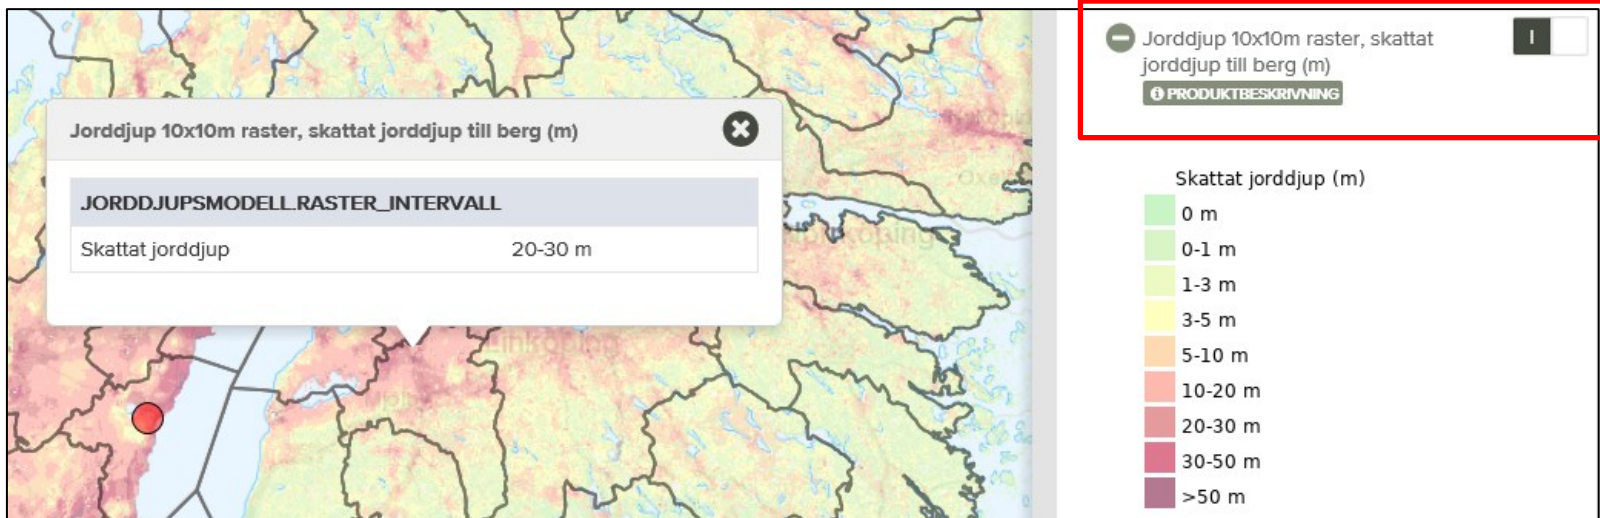 Jorddjup 10x10m raster, skattat jorddjup till berg (m)
JORDDJUPSMODELL.RASTER_INTERVALL
Skattat jorddjup 20-30 m
Linköping
Jorddjup 10x10m raster, skattat
jorddjup till berg (m)
PRODUKTBESKRIVNING
Skattat jorddjup (m)
0 m
0-1 m
1-3 m
3-5 m
5-10 m
10-20 m
20-30 m
30-50 m
>50 m